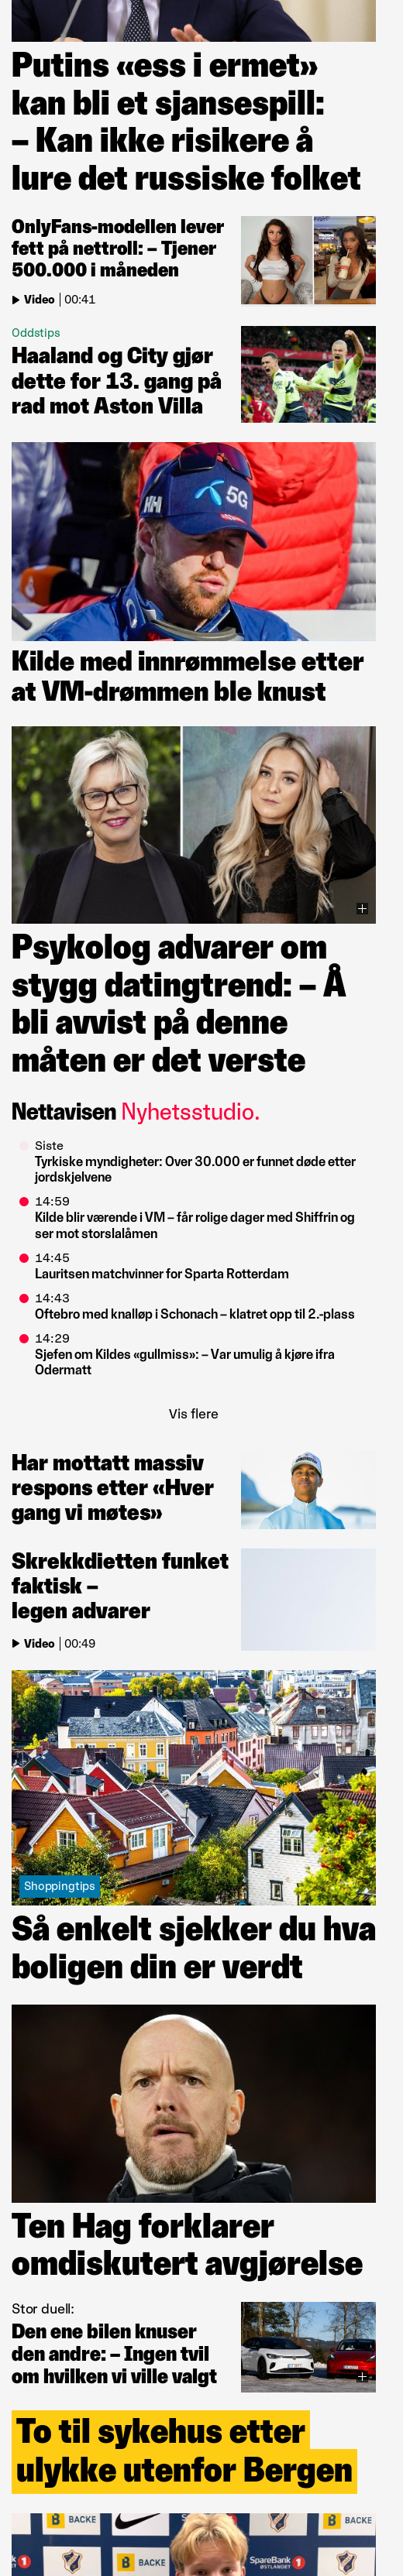 Putins «ess i ermet»
kan bli et sjansespill:
– Kan ikke risikere å
lure det russiske folket
OnlyFans-modellen lever
fett på nettroll: – Tjener
500.000 i måneden
Video | 00:41
Oddstips
Haaland og City gjør
dette for 13. gang på
rad mot Aston Villa
5G
Kilde med innrømmelse etter
at VM-drømmen ble knust
Psykolog advarer om
stygg datingtrend: – Å
bli avvist på denne
måten er det verste
Nettavisen Nyhetsstudio.
Siste
Tyrkiske myndigheter: Over 30.000 er funnet døde etter
jordskjelvene
14:59
Kilde blir værende i VM – får rolige dager med Shiffrin og
ser mot storslalåmen
14:45
Lauritsen matchvinner for Sparta Rotterdam
14:43
Oftebro med knalløp i Schonach – klatret opp til 2.-plass
14:29
Sjefen om Kildes «gullmiss»: – Var umulig å kjøre ifra
Odermatt
Vis flere
Har mottatt massiv
respons etter «Hver
gang vi møtes»
Skrekkdietten funket
faktisk –
legen advarer
Video | 00:49
Shoppingtips
Så enkelt sjekker du hva
boligen din er verdt
Ten Hag forklarer
omdiskutert avgjørelse
Stor duell:
Den ene bilen knuser
den andre: – Ingen tvil
om hvilken vi ville valgt
To til sykehus etter
ulykke utenfor Bergen
B BACKE
B BACKE
B BACKE
SpareBank 1
ØSTLANDET